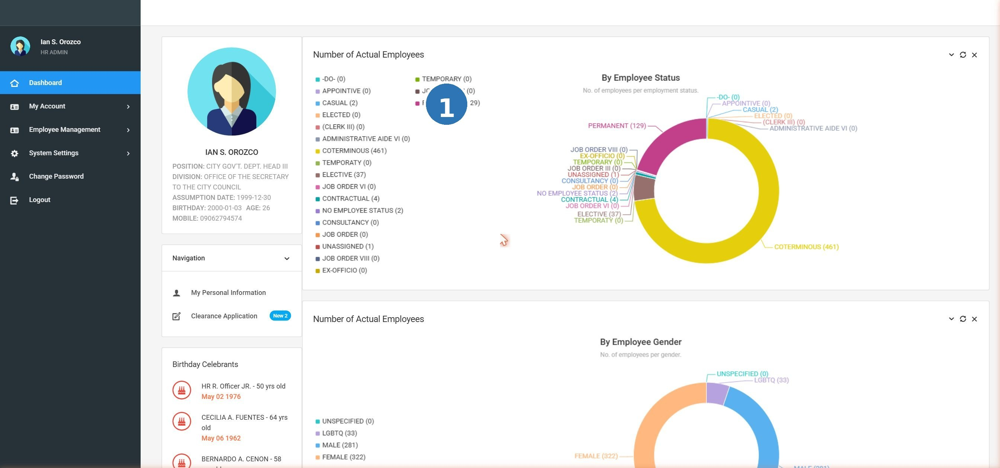 Ian S. Orozco
HR ADMIN
Dashboard
My Account
Employee Management
System Settings
Change Password
Logout
IAN S. OROZCO
POSITION: CITY GOV'T. DEPT. HEAD III
DIVISION: OFFICE OF THE SECRETARY
TO THE CITY COUNCIL
ASSUMPTION DATE: 1999-12-30
BIRTHDAY: 2000-01-03 AGE: 26
MOBILE: 09062794574
Navigation
My Personal Information
Clearance Application New 2
Birthday Celebrants
HR R. Officer JR. - 50 yrs old
May 02 1976
CECILIA A. FUENTES - 64 yrs
old
May 06 1962
BERNARDO A. CENON - 58
Number of Actual Employees
-DO- (0)
APPOINTIVE (0)
CASUAL (2)
ELECTED (0)
(CLERK III) (0)
ADMINISTRATIVE AIDE VI (0)
COTERMINOUS (461)
TEMPORATY (0)
ELECTIVE (37)
JOB ORDER VI (0)
CONTRACTUAL (4)
NO EMPLOYEE STATUS (2)
CONSULTANCY (0)
JOB ORDER (0)
UNASSIGNED (1)
JOB ORDER VIII (0)
EX-OFFICIO (0)
TEMPORARY (0)
(0)
29)
1
By Employee Status
No. of employees per employment status.
-DO- (0)
APPOINTIVE (0)
CASUAL (2)
ELECTED (0)
(CLERK III) (0)
ADMINISTRATIVE AIDE VI (0)
PERMANENT (129)
JOB ORDER VIII (0)
EX-OFFICIO (0)
TEMPORARY (0)
JOB ORDER III (0)
UNASSIGNED (1)
CONSULTANCY (0)
JOB ORDER (0)
NO EMPLOYEE STATUS (2)
CONTRACTUAL (4)
JOB ORDER VI (0)
ELECTIVE (37)
TEMPORATY (0)
COTERMINOUS (461)
Number of Actual Employees
By Employee Gender
No. of employees per gender.
UNSPECIFIED (0)
LGBTQ (33)
MALE (281)
FEMALE (322)
UNSPECIFIED (0)
LGBTQ (33)
FEMALE (322)
MALE (281)